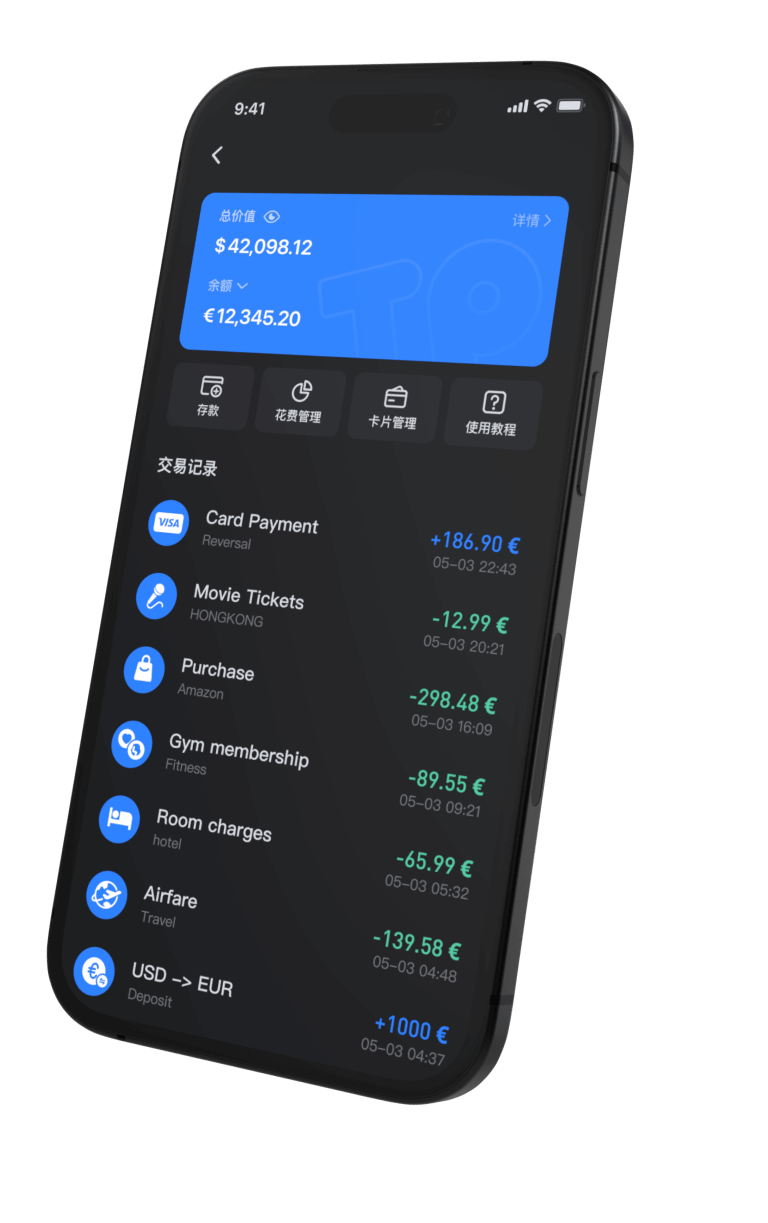 9:41
总价值
详情
$42,098.12
余额
€12,345.20
TP
存款
花费管理
卡片管理
使用教程
交易记录
VISA
Card Payment
+186.90 €
Reversal
05-03 22:43
Movie Tickets
-12.99 €
HONGKONG
05-03 20:21
Purchase
-298.48 €
Amazon
05-03 16:09
Gym membership
-89.55 €
Fitness
05-03 09:21
Room charges
-65.99 €
hotel
05-03 05:32
Airfare
-139.58 €
Travel
05-03 04:48
USD -> EUR
+1000 €
Deposit
05-03 04:37